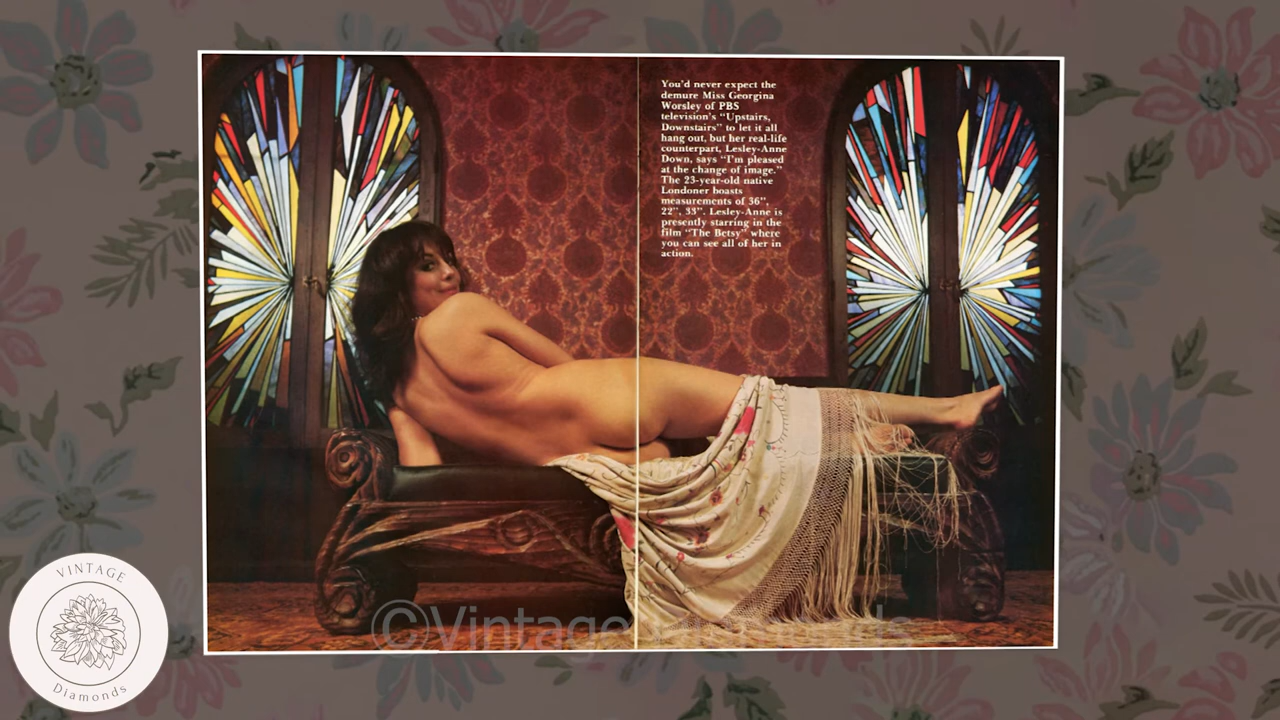 You'd never expect the
demure Miss Georgina
Worsley of PBS
television's "Upstairs,
Downstairs" to let it all
hang out, but her real-life
counterpart, Lesley-Anne
Down, says "I'm pleased
at the change of image."
The 23-year-old native
Londoner boasts
measurements of 36",
22", 33". Lesley-Anne is
presently starring in the
film "The Betsy" where
you can see all of her in
action.
VINTAGE
Diamonds
©Vintage Diamonds